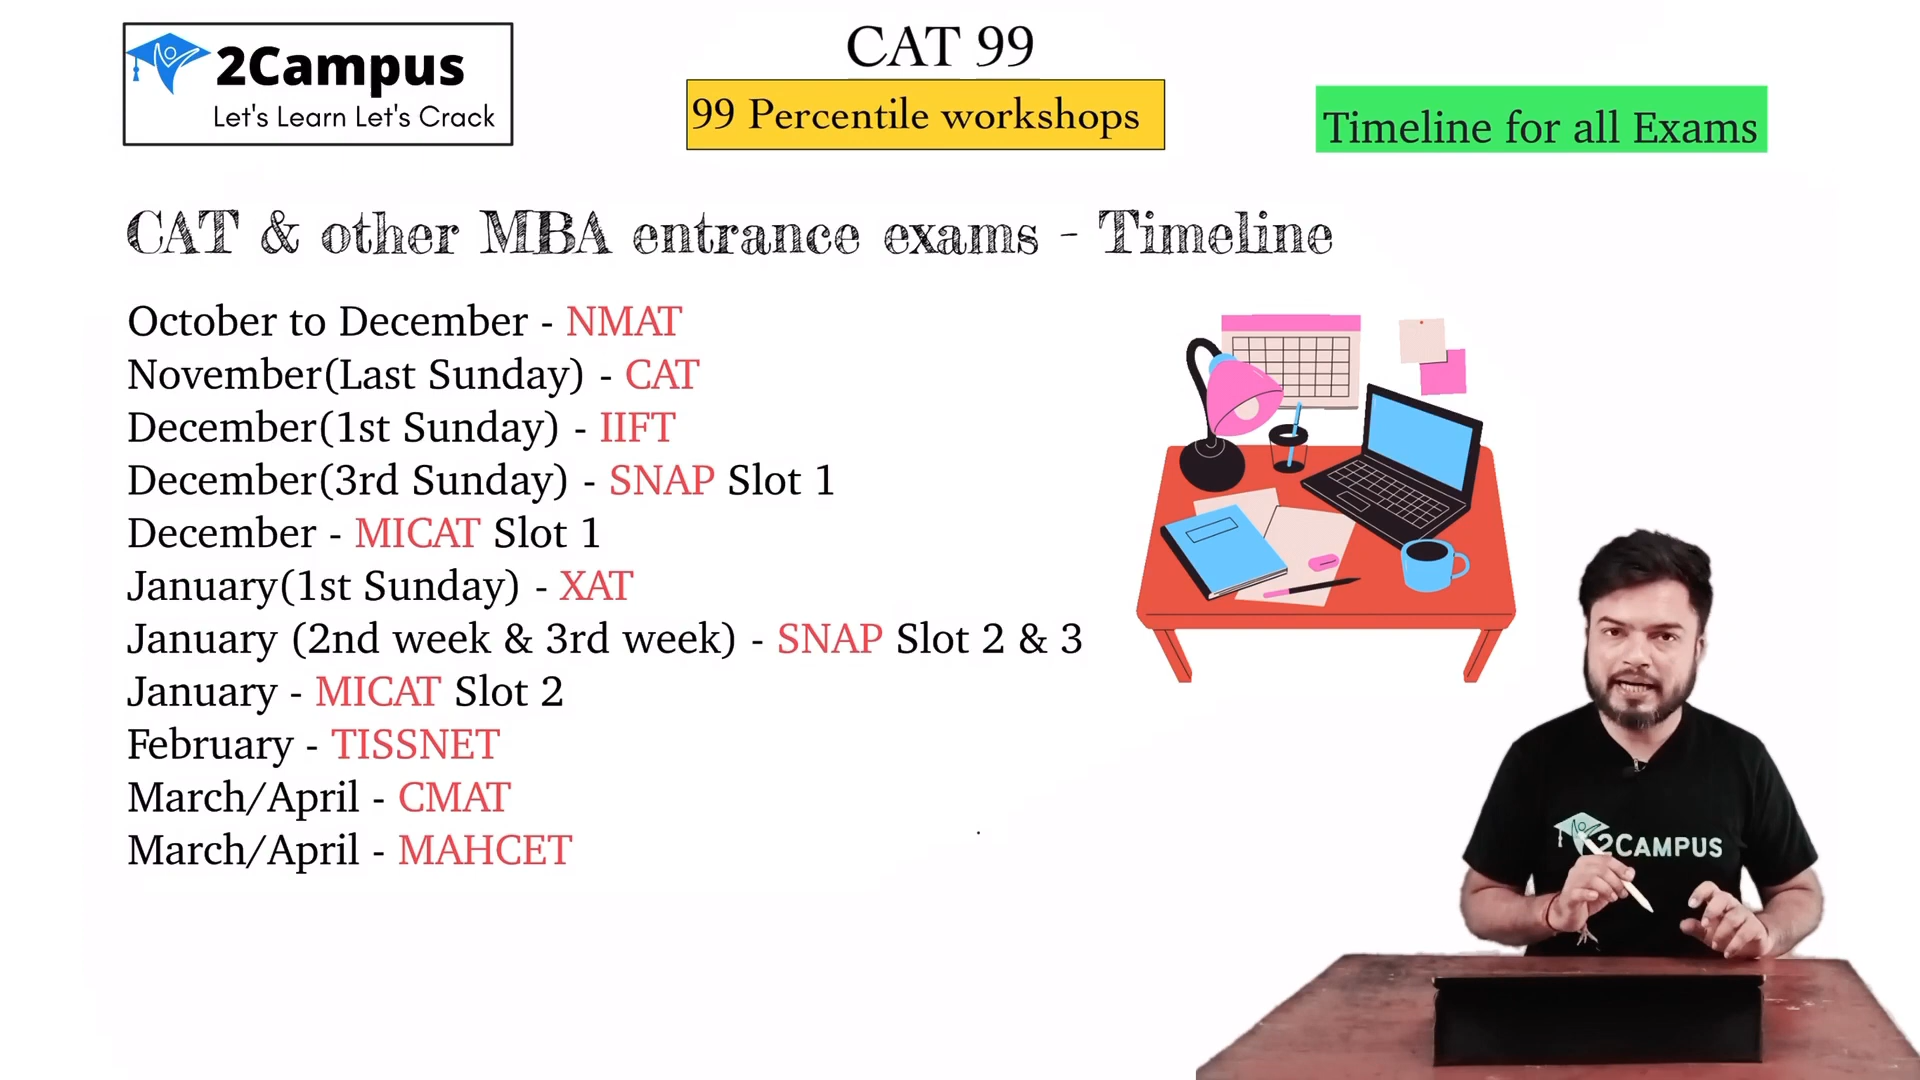 2Campus
Let's Learn Let's Crack
CAT 99
99 Percentile workshops
Timeline for all Exams
CAT & other MBA entrance exams - Timeline
October to December - NMAT
November(Last Sunday) - CAT
December(1st Sunday) - IIFT
December(3rd Sunday) - SNAP Slot 1
December - MICAT Slot 1
January(1st Sunday) - XAT
January (2nd week & 3rd week) - SNAP Slot 2 & 3
January - MICAT Slot 2
February - TISSNET
March/April - CMAT
March/April - MAHCET
2CAMPUS